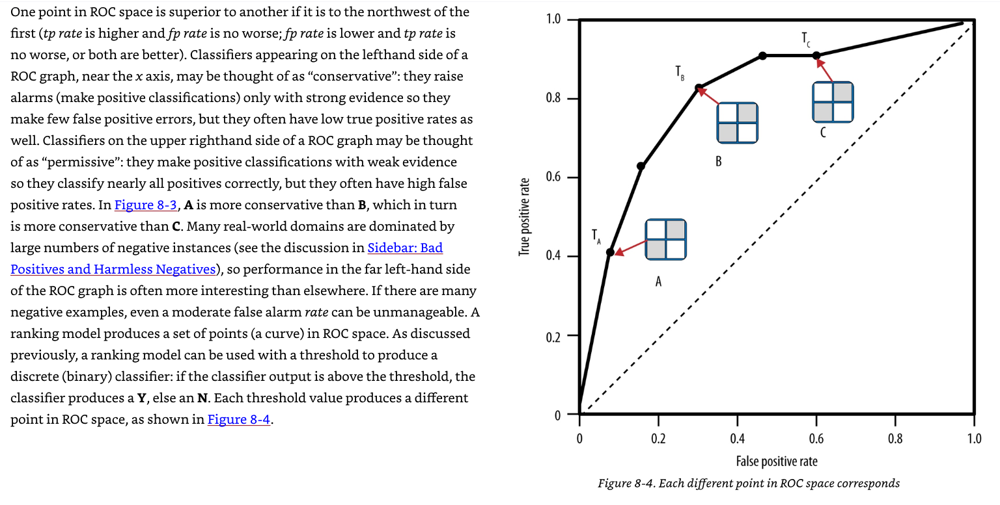 One point in ROC space is superior to another if it is to the northwest of the
first (tp rate is higher and fp rate is no worse; fp rate is lower and tp rate is
no worse, or both are better). Classifiers appearing on the lefthand side of a
ROC graph, near the x axis, may be thought of as “conservative”: they raise
alarms (make positive classifications) only with strong evidence so they
make few false positive errors, but they often have low true positive rates as
well. Classifiers on the upper righthand side of a ROC graph may be thought
of as “permissive”: they make positive classifications with weak evidence
so they classify nearly all positives correctly, but they often have high false
positive rates. In Figure 8-3, A is more conservative than B, which in turn
is more conservative than C. Many real-world domains are dominated by
large numbers of negative instances (see the discussion in Sidebar: Bad
Positives and Harmless Negatives), so performance in the far left-hand side
of the ROC graph is often more interesting than elsewhere. If there are many
negative examples, even a moderate false alarm rate can be unmanageable. A
ranking model produces a set of points (a curve) in ROC space. As discussed
previously, a ranking model can be used with a threshold to produce a
discrete (binary) classifier: if the classifier output is above the threshold, the
classifier produces a Y, else an N. Each threshold value produces a different
point in ROC space, as shown in Figure 8-4.
1.0
0.8
0.6
0.4
0.2
0
True positive rate
TC
TB
C
B
TA
A
0
0.2
0.4
0.6
0.8
1.0
False positive rate
Figure 8-4. Each different point in ROC space corresponds